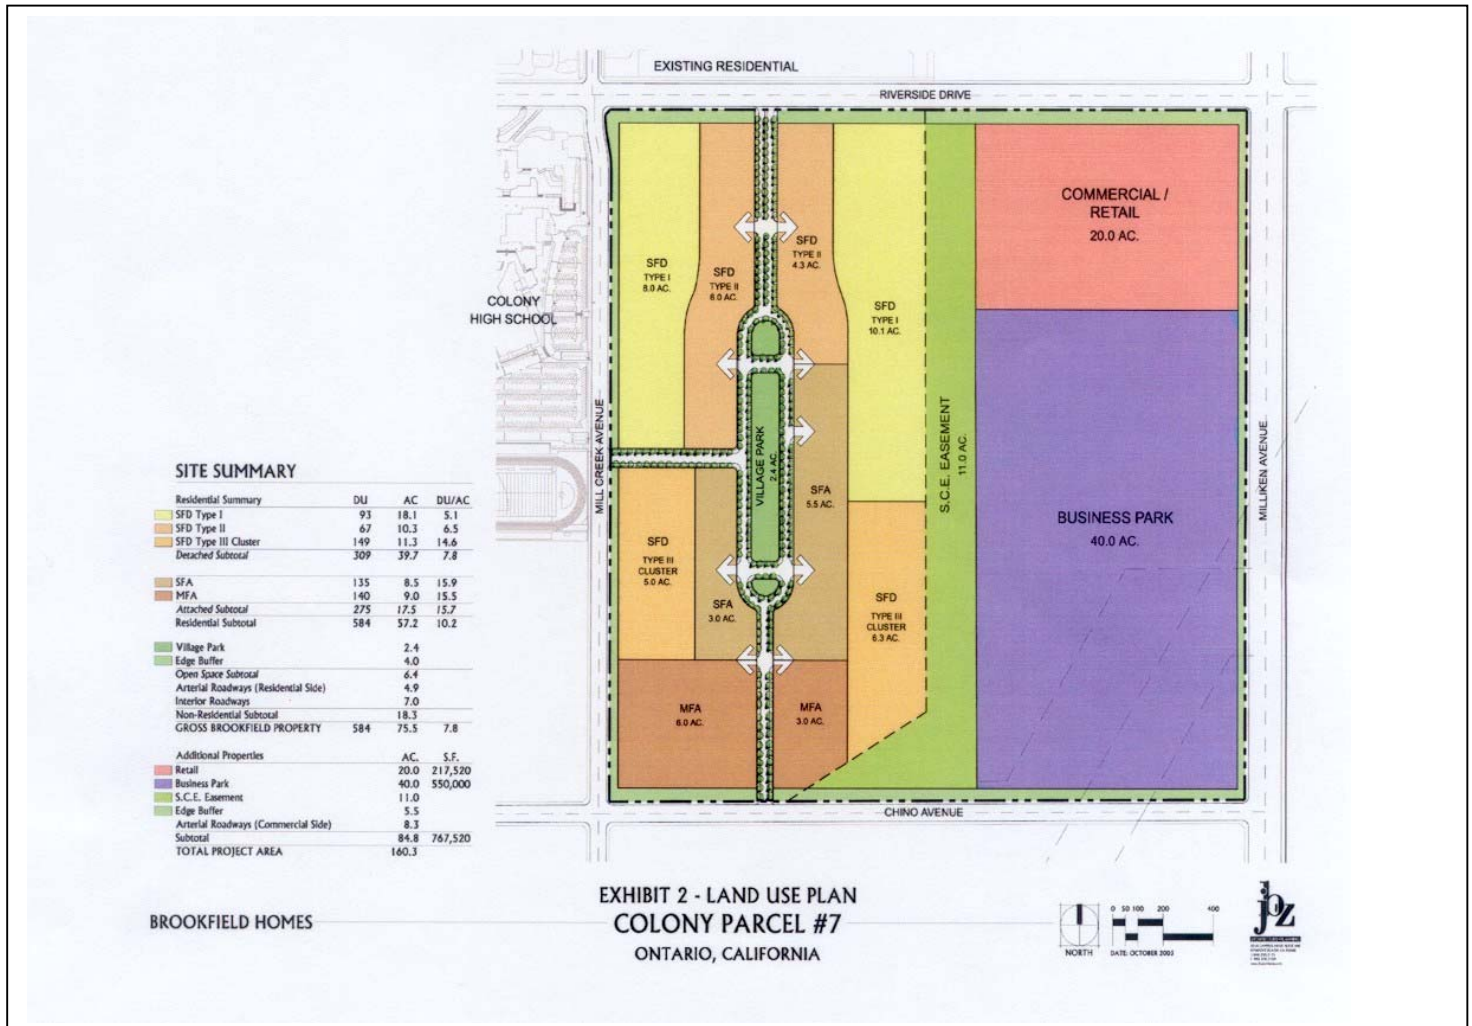 EXISTING RESIDENTIAL
RIVERSIDE DRIVE
COMMERCIAL /
RETAIL
20.0 AC.
SFD
TYPE I
8.0 AC.
SFD
TYPE II
6.0 AC.
SFD
TYPE II
4.3 AC.
SFD
TYPE I
10.1 AC.
COLONY
HIGH SCHOOL
MILL CREEK AVENUE
VILLAGE PARK
2.4 AC.
S.C.E. EASEMENT
11.0 AC.
MILLIKEN AVENUE
SFA
5.5 AC.
BUSINESS PARK
40.0 AC.
SFD
TYPE III
CLUSTER
5.0 AC.
SFA
3.0 AC.
SFD
TYPE III
CLUSTER
6.3 AC.
MFA
6.0 AC.
MFA
3.0 AC.
CHINO AVENUE
SITE SUMMARY
Residential Summary DU AC DU/AC
SFD Type I 93 18.1 5.1
SFD Type II 67 10.3 6.5
SFD Type III Cluster 149 11.3 14.6
Detached Subtotal 309 39.7 7.8
SFA 135 8.5 15.9
MFA 140 9.0 15.5
Attached Subtotal 275 17.5 15.7
Residential Subtotal 584 57.2 10.2
Village Park 2.4
Edge Buffer 4.0
Open Space Subtotal 6.4
Arterial Roadways (Residential Side) 4.9
Interior Roadways 7.0
Non-Residential Subtotal 18.3
GROSS BROOKFIELD PROPERTY 584 75.5 7.8
Additional Properties AC. S.F.
Retail 20.0 217,520
Business Park 40.0 550,000
S.C.E. Easement 11.0
Edge Buffer 5.5
Arterial Roadways (Commercial Side) 8.3
Subtotal 84.8 767,520
TOTAL PROJECT AREA 160.3
BROOKFIELD HOMES
EXHIBIT 2 - LAND USE PLAN
COLONY PARCEL #7
ONTARIO, CALIFORNIA
NORTH
0 50 100 200 400
DATE: OCTOBER 2003
jbz